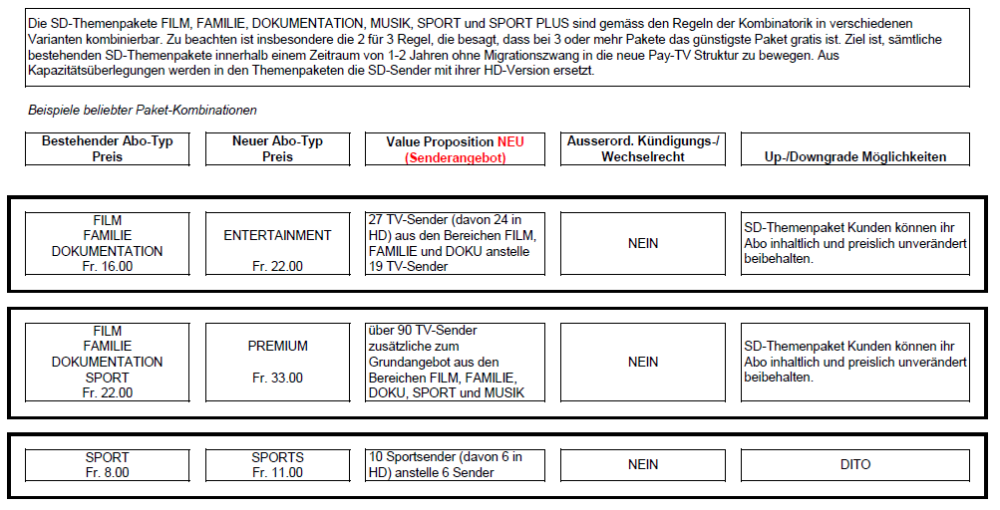 Die SD-Themenpakete FILM, FAMILIE, DOKUMENTATION, MUSIK, SPORT und SPORT PLUS sind gemäss den Regeln der Kombinatorik in verschiedenen
Varianten kombinierbar. Zu beachten ist insbesondere die 2 für 3 Regel, die besagt, dass bei 3 oder mehr Pakete das günstigste Paket gratis ist. Ziel ist, sämtliche
bestehenden SD-Themenpakete innerhalb einem Zeitraum von 1-2 Jahren ohne Migrationszwang in die neue Pay-TV Struktur zu bewegen. Aus
Kapazitätsüberlegungen werden in den Themenpaketen die SD-Sender mit ihrer HD-Version ersetzt.
Beispiele beliebter Paket-Kombinationen
Bestehender Abo-Typ
Preis
Neuer Abo-Typ
Preis
Value Proposition NEU
(Senderangebot)
Ausserord. Kündigungs-/
Wechselrecht
Up-/Downgrade Möglichkeiten
FILM
FAMILIE
DOKUMENTATION
Fr. 16.00
ENTERTAINMENT
Fr. 22.00
27 TV-Sender (davon 24 in
HD) aus den Bereichen FILM,
FAMILIE und DOKU anstelle
19 TV-Sender
NEIN
SD-Themenpaket Kunden können ihr
Abo inhaltlich und preislich unverändert
beibehalten.
FILM
FAMILIE
DOKUMENTATION
SPORT
Fr. 22.00
PREMIUM
Fr. 33.00
über 90 TV-Sender
zusätzliche zum
Grundangebot aus den
Bereichen FILM, FAMILIE,
DOKU, SPORT und MUSIK
NEIN
SD-Themenpaket Kunden können ihr
Abo inhaltlich und preislich unverändert
beibehalten.
SPORT
Fr. 8.00
SPORTS
Fr. 11.00
10 Sportsender (davon 6 in
HD) anstelle 6 Sender
NEIN
DITO